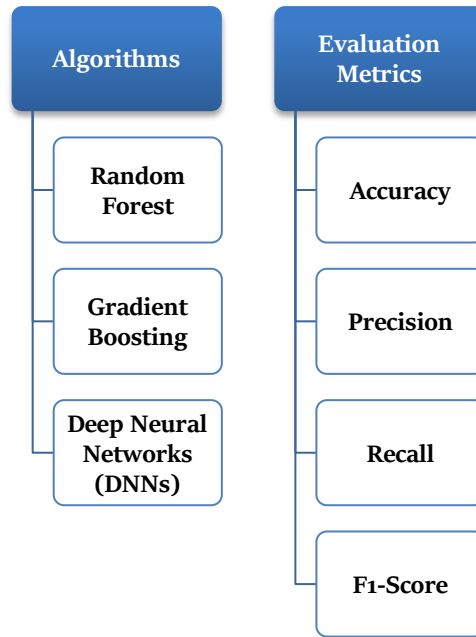 Algorithms
Random
Forest
Gradient
Boosting
Deep Neural
Networks
(DNNs)
Evaluation
Metrics
Accuracy
Precision
Recall
F1-Score